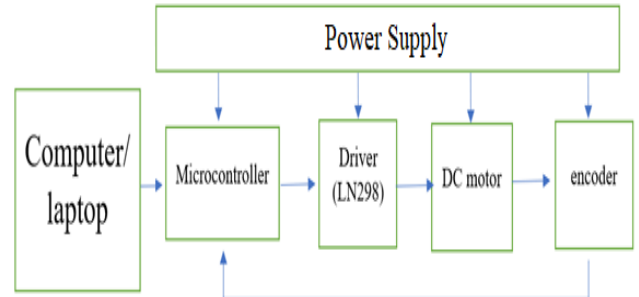 Power Supply
Computer/
laptop
Microcontroller
Driver
(LN298)
DC motor
encoder